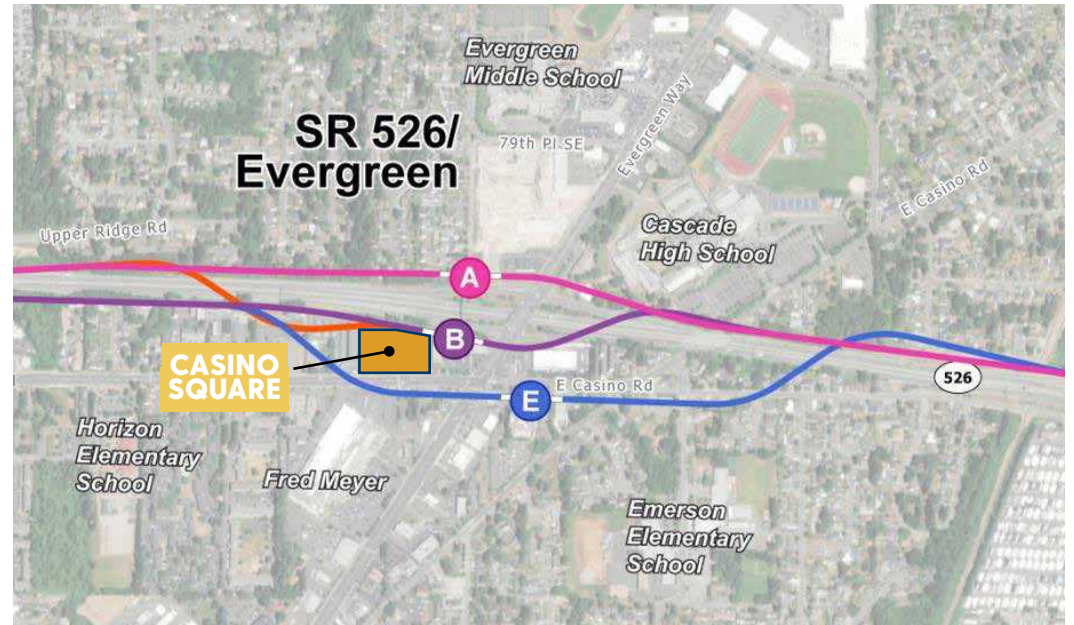 Evergreen
Middle School
SR 526/
Evergreen
79th Pl SE
Evergreen Way
E Casino Rd
Cascade
High School
Upper Ridge Rd
A
B
CASINO
SQUARE
E Casino Rd
E
526
Horizon
Elementary
School
Fred Meyer
Emerson
Elementary
School